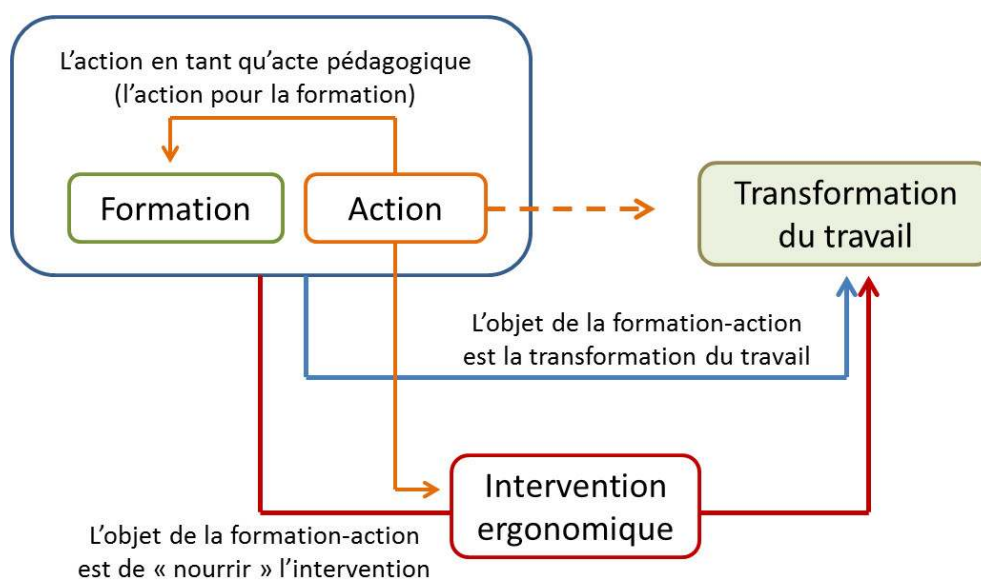 L’action en tant qu’acte pédagogique
(l’action pour la formation)
Formation
Action
Transformation
du travail
L’objet de la formation-action
est la transformation du travail
Intervention
ergonomique
L’objet de la formation-action
est de « nourrir » l’intervention